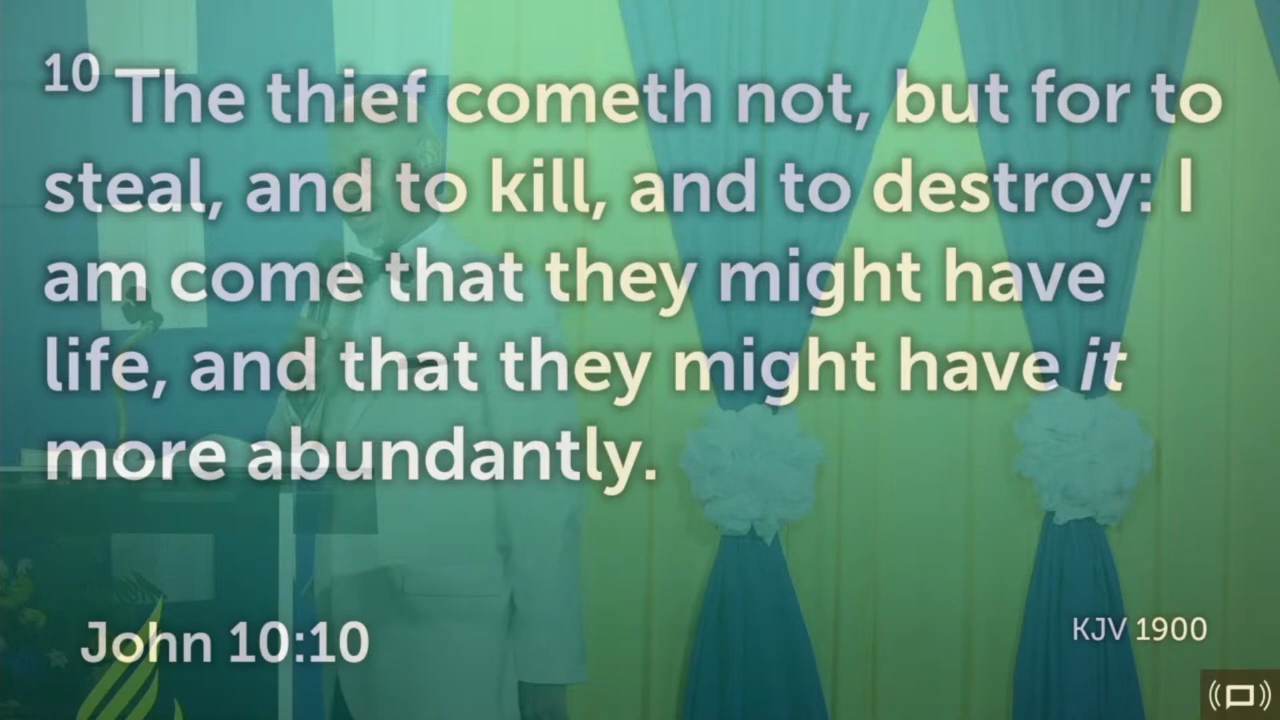 10 The thief cometh not, but for to
steal, and to kill, and to destroy: I
am come that they might have
life, and that they might have it
more abundantly.
John 10:10
KJV 1900